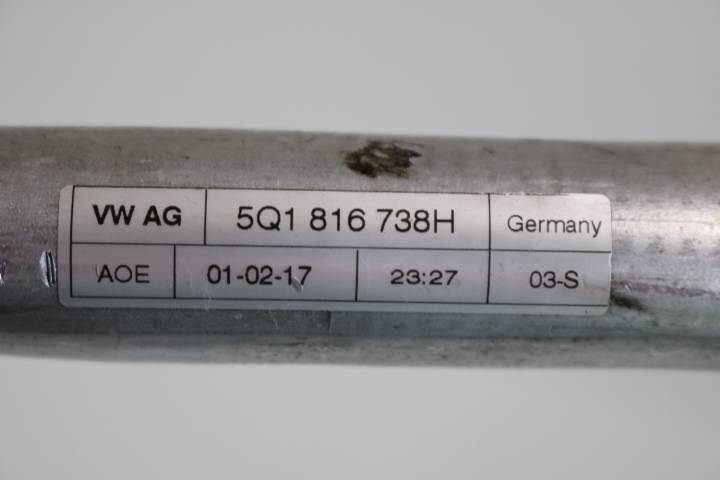 VW AG 5Q1 816 738H Germany
AOE 01-02-17 23:27 03-S